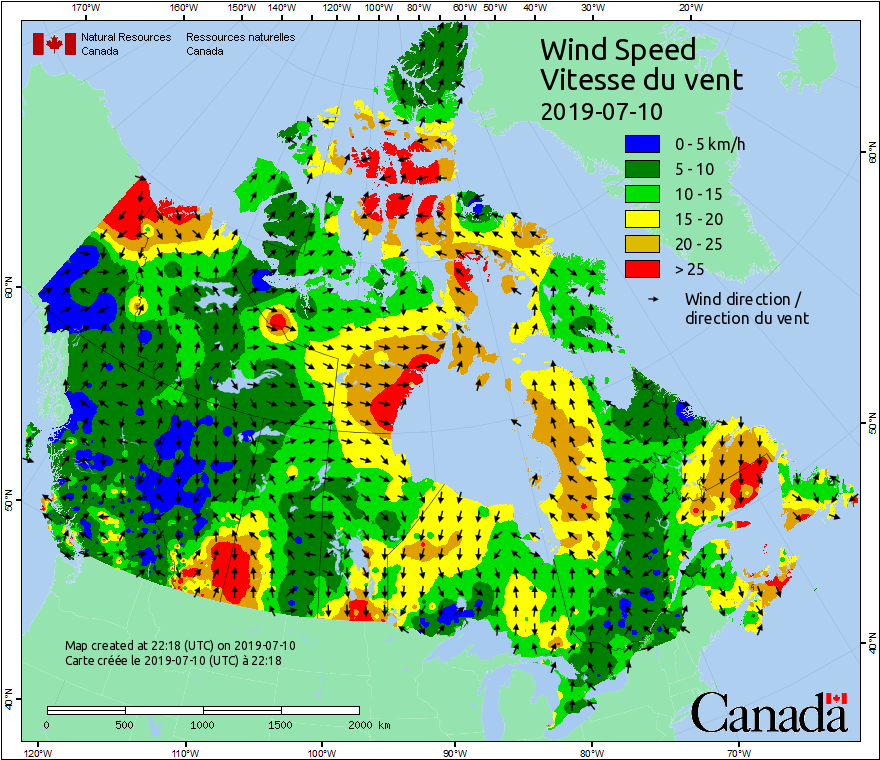 170°W 160°W 150°W 140°W 130°W 120°W 110°W 100°W 90°W 80°W 70°W 60°W 50°W 40°W 30°W 20°W
Natural Resources Canada
Ressources naturelles Canada
Wind Speed
Vitesse du vent
2019-07-10
0 - 5 km/h
5 - 10
10 - 15
15 - 20
20 - 25
> 25
Wind direction /
direction du vent
60°N
60°N
50°N
50°N
40°N
40°N
Map created at 22:18 (UTC) on 2019-07-10
Carte créée le 2019-07-10 (UTC) à 22:18
0 500 1000 1500 2000 km
Canada
120°W 110°W 100°W 90°W 80°W 70°W